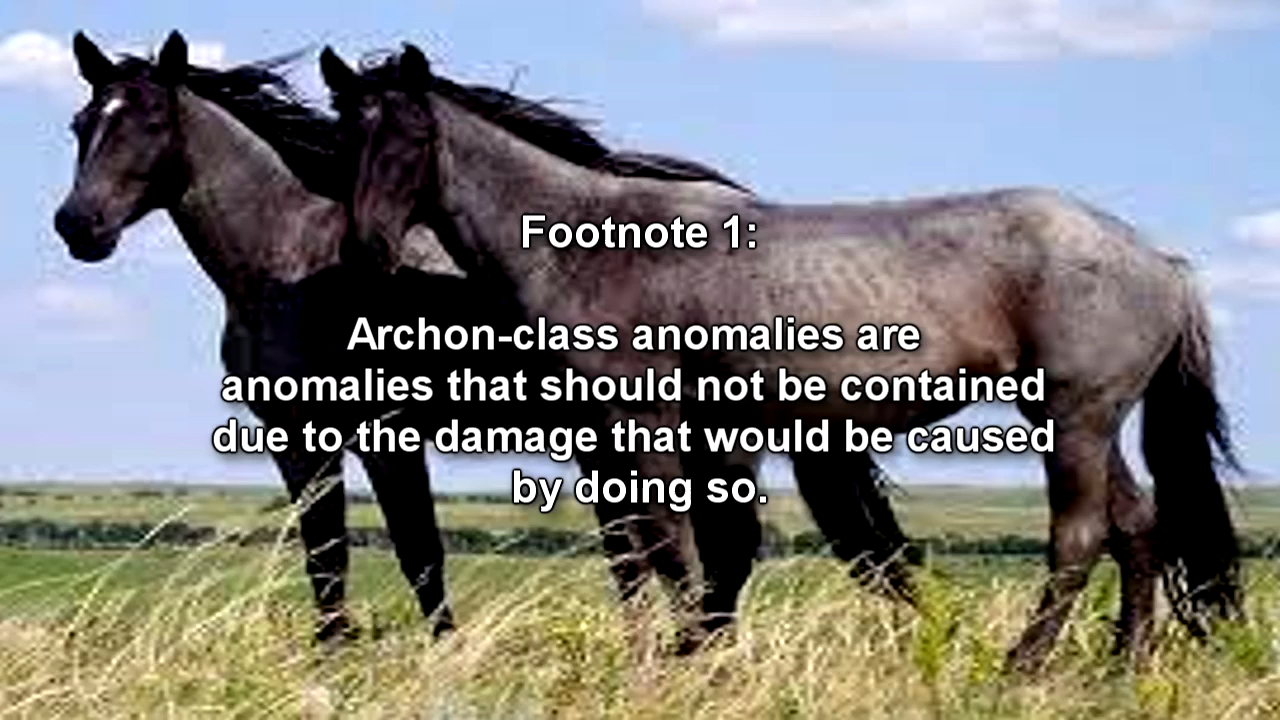 Footnote 1:
Archon-class anomalies are
anomalies that should not be contained
due to the damage that would be caused
by doing so.